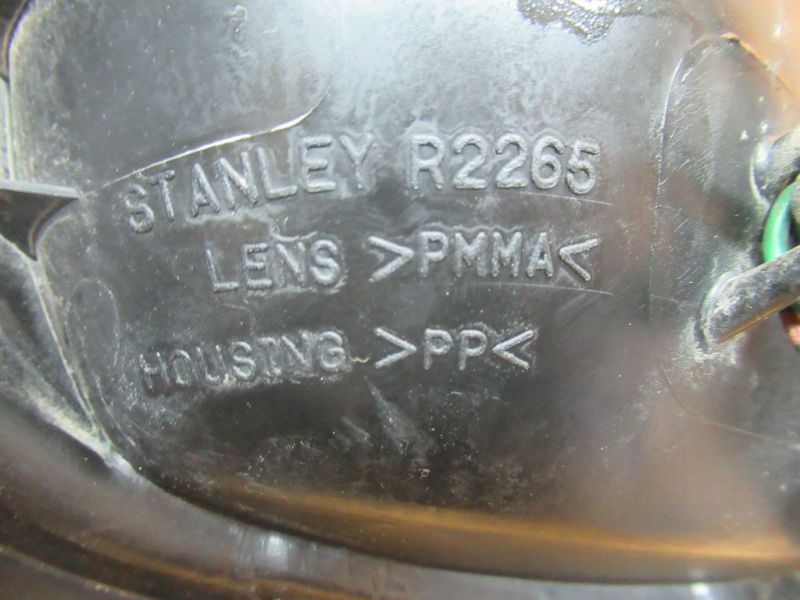 STANLEY R2265
LENS >PMMA<
HOUSING >PP<